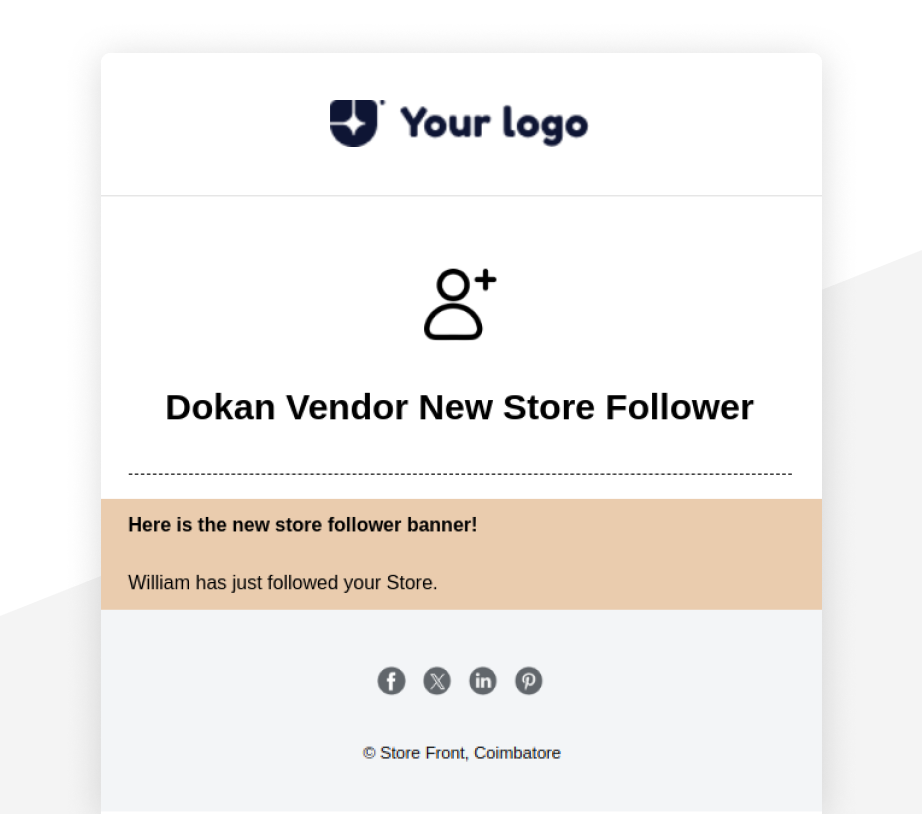 Your logo
Dokan Vendor New Store Follower
Here is the new store follower banner!
William has just followed your Store.
© Store Front, Coimbatore